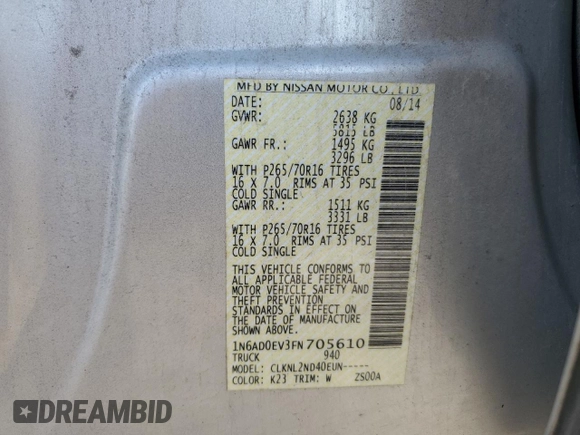 MFD BY NISSAN MOTOR CO., LTD.
DATE: 08/14
GVWR: 2638 KG
5815 LB
GAWR FR.: 1495 KG
3296 LB
WITH P265/70R16 TIRES
16 X 7.0 RIMS AT 35 PSI
COLD SINGLE
GAWR RR.: 1511 KG
3331 LB
WITH P265/70R16 TIRES
16 X 7.0 RIMS AT 35 PSI
COLD SINGLE
THIS VEHICLE CONFORMS TO
ALL APPLICABLE FEDERAL
MOTOR VEHICLE SAFETY AND
THEFT PREVENTION
STANDARDS IN EFFECT ON
THE DATE OF MANUFACTURE
SHOWN ABOVE.
1N6AD0EV3FN705610
TRUCK 940
MODEL: CLKNL2ND40EUN-----
COLOR: K23 TRIM: W ZS00A
DREAMBID DREAMBID